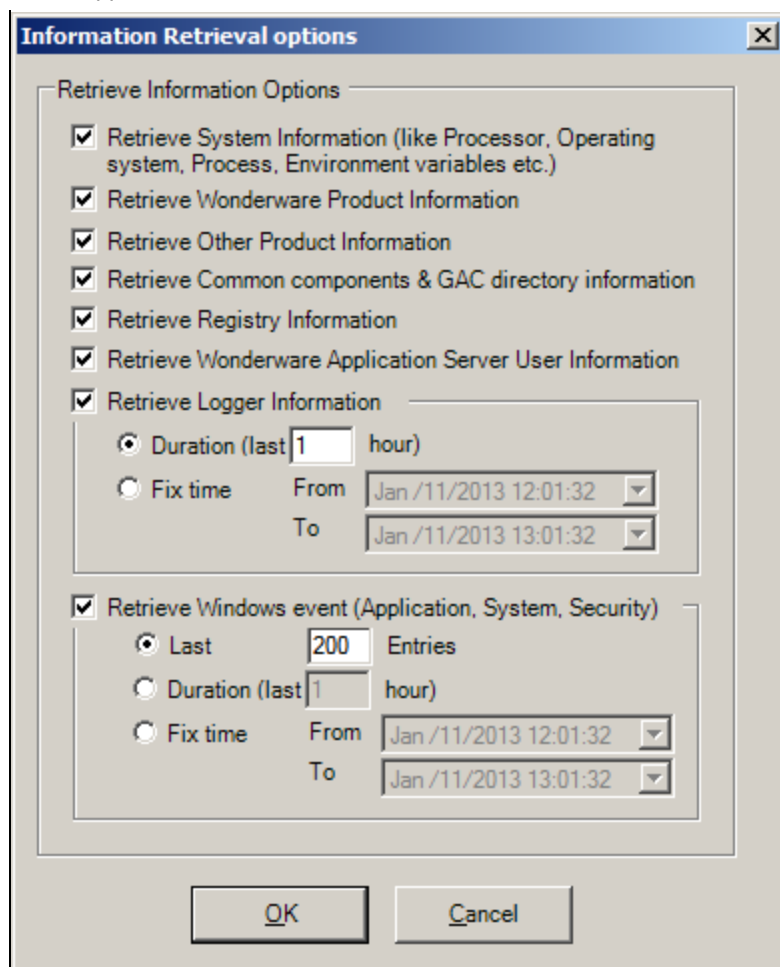 Information Retrieval options
Retrieve Information Options
Retrieve System Information (like Processor, Operating
system, Process, Environment variables etc.)
Retrieve Wonderware Product Information
Retrieve Other Product Information
Retrieve Common components & GAC directory information
Retrieve Registry Information
Retrieve Wonderware Application Server User Information
Retrieve Logger Information
Duration (last 1 hour)
Fix time From Jan /11/2013 12:01:32
To Jan /11/2013 13:01:32
Retrieve Windows event (Application, System, Security)
Last 200 Entries
Duration (last 1 hour)
Fix time From Jan /11/2013 12:01:32
To Jan /11/2013 13:01:32
OK Cancel